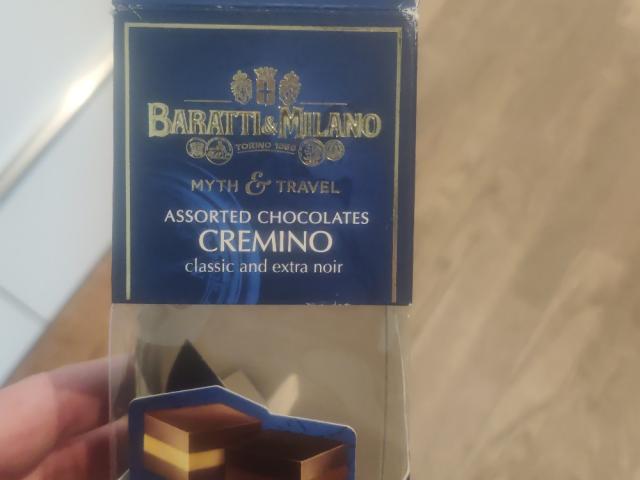 BARATTI & MILANO
TORINO 1858
MYTH & TRAVEL
ASSORTED CHOCOLATES
CREMINO
classic and extra noir